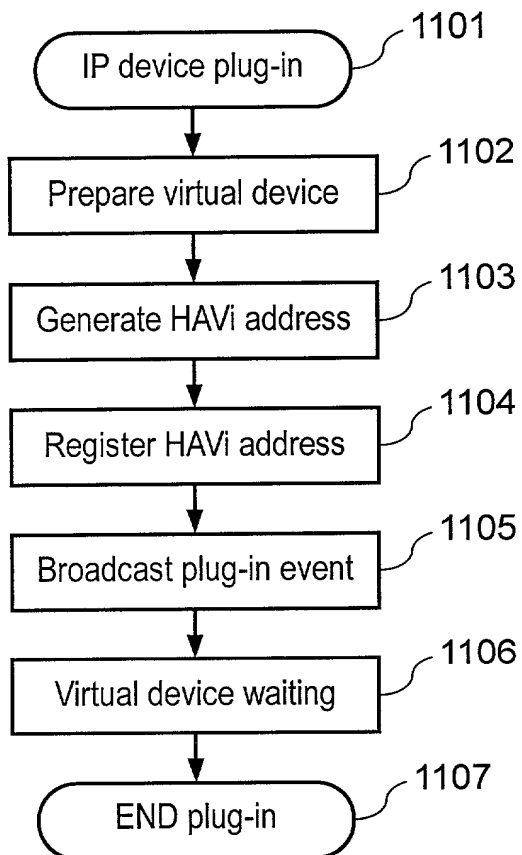 1101
IP device plug-in
1102
Prepare virtual device
1103
Generate HAVi address
1104
Register HAVi address
1105
Broadcast plug-in event
1106
Virtual device waiting
1107
END plug-in